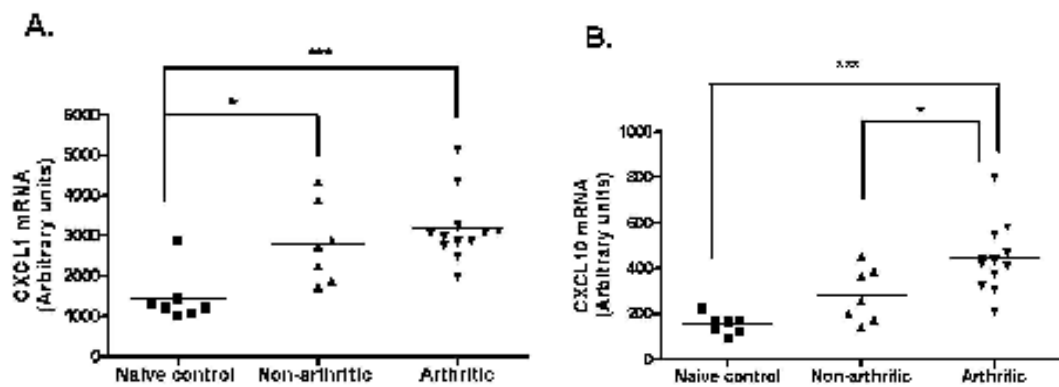 A.
***
*
CXCL1 mRNA
(Arbitrary units)
6000
5000
4000
3000
2000
1000
0
Naive control
Non-arthritic
Arthritic
B.
***
*
CXCL10 mRNA
(Arbitrary units)
1000
800
600
400
200
0
Naive control
Non-arthritic
Arthritic